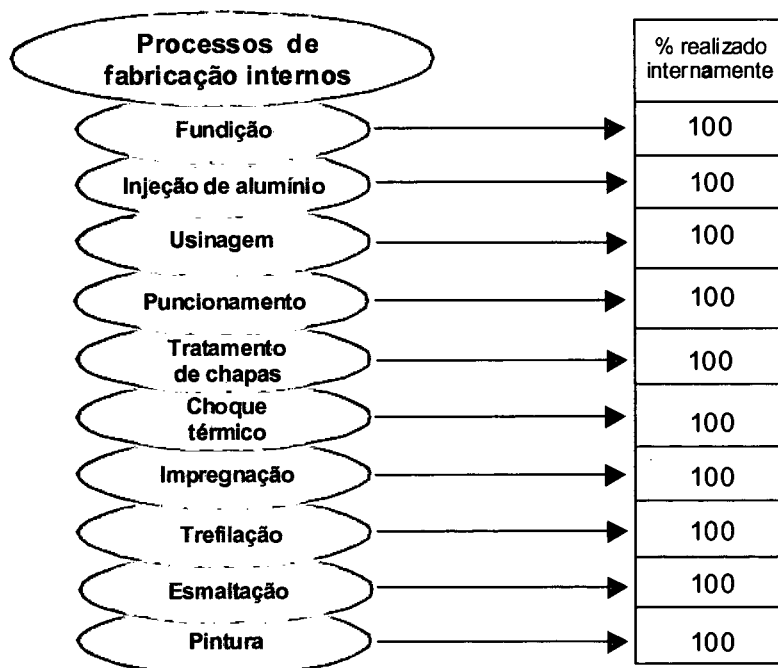 Processos de
fabricação internos
% realizado
internamente
Fundição
100
Injeção de alumínio
100
Usinagem
100
Puncionamento
100
Tratamento
de chapas
100
Choque
térmico
100
Impregnação
100
Trefilação
100
Esmaltação
100
Pintura
100